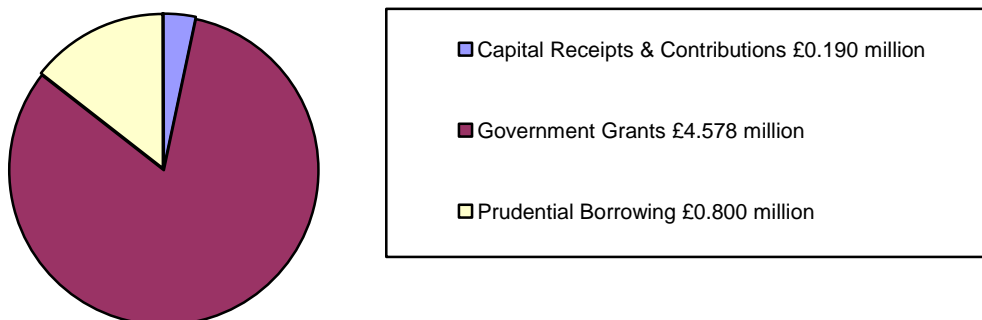 Capital Receipts & Contributions £0.190 million
Government Grants £4.578 million
Prudential Borrowing £0.800 million